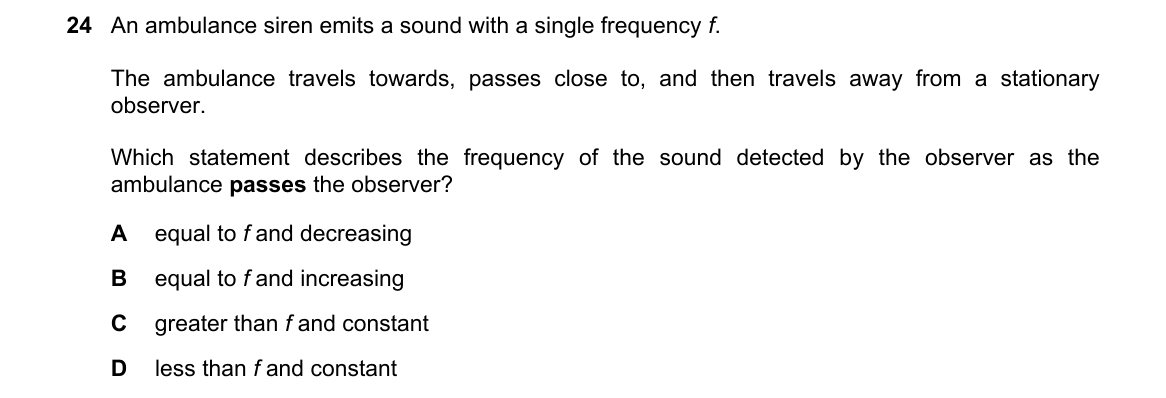 24 An ambulance siren emits a sound with a single frequency f.
The ambulance travels towards, passes close to, and then travels away from a stationary
observer.
Which statement describes the frequency of the sound detected by the observer as the
ambulance passes the observer?
A equal to f and decreasing
B equal to f and increasing
C greater than f and constant
D less than f and constant